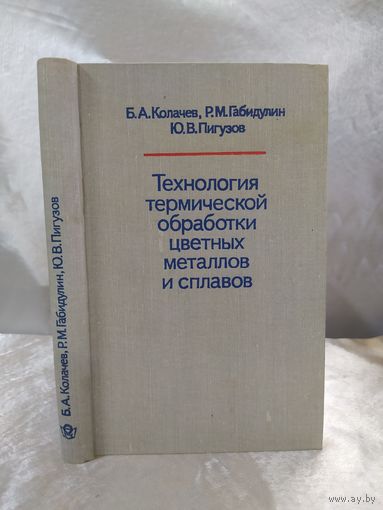 Б.А.Колачев, Р.М.Габидулин
Ю.В.Пигузов
Технология
термической
обработки
цветных
металлов
и сплавов
Б.А.Колачев, Р.М.Габидулин, Ю.В.Пигузов
www.ay.by